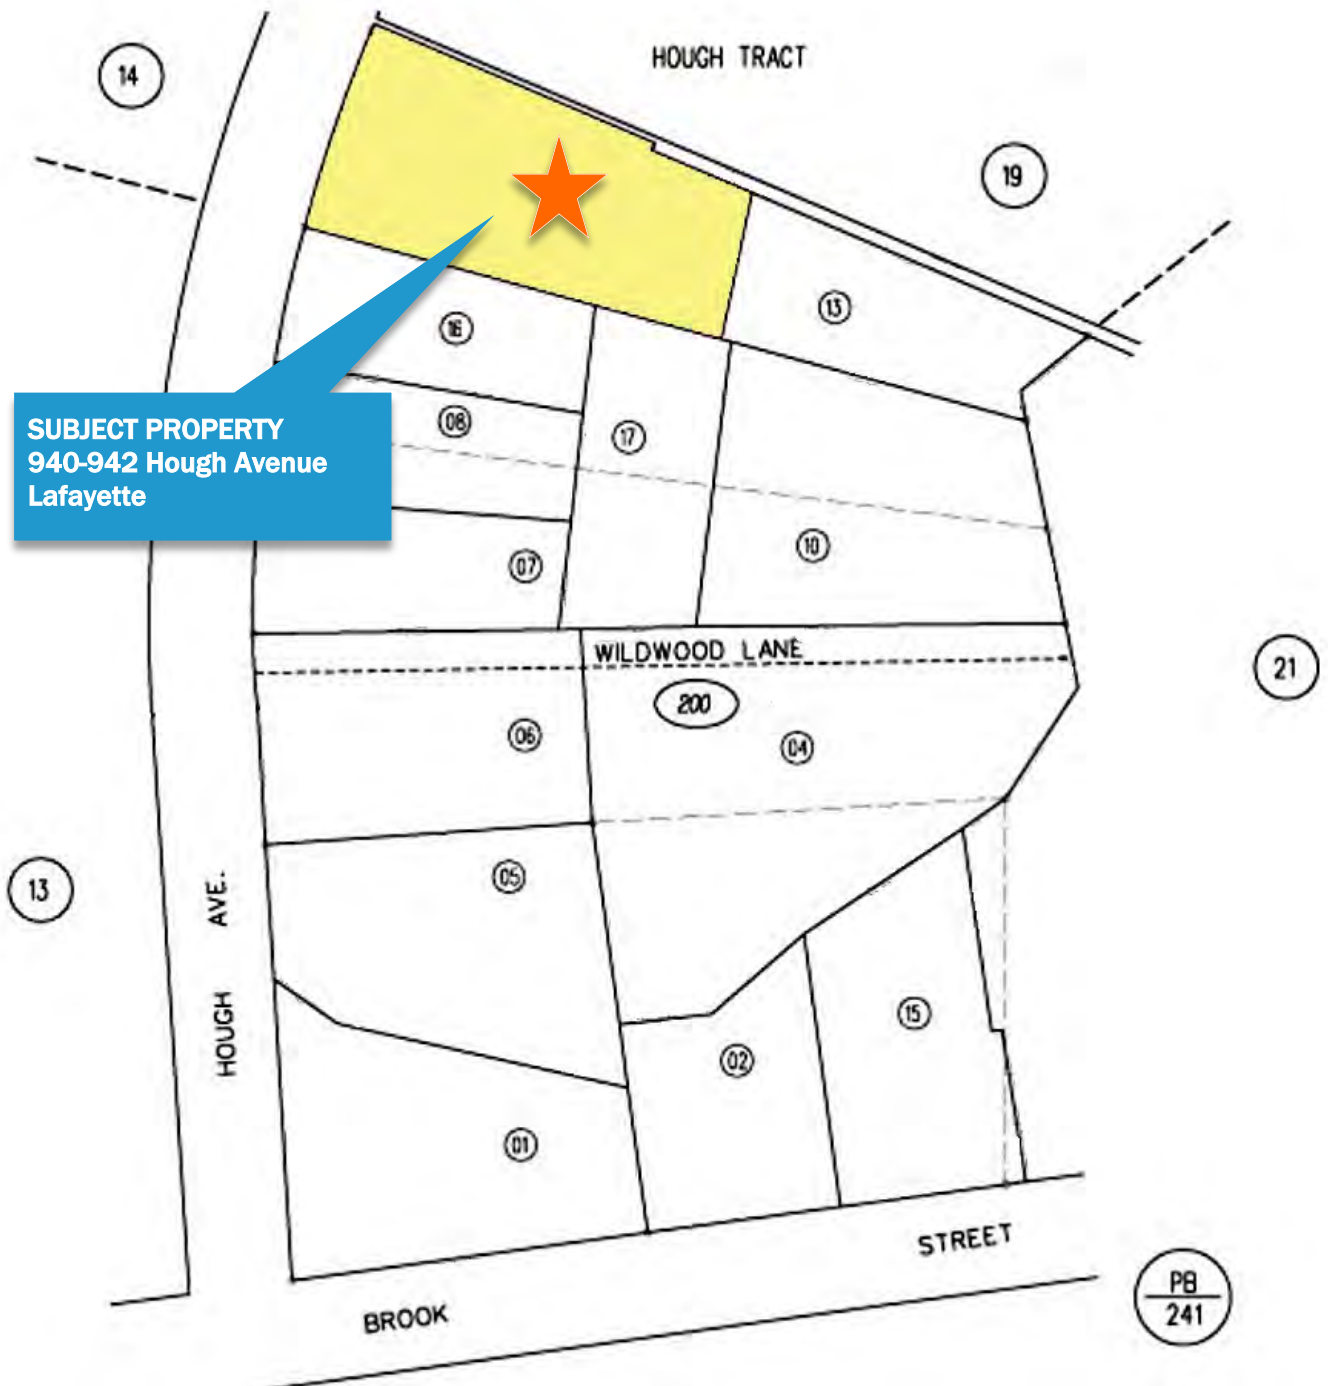 HOUGH TRACT
14
19
13
16
SUBJECT PROPERTY
940-942 Hough Avenue
Lafayette
08
17
07
10
WILDWOOD LANE
200
21
06
04
05
13
HOUGH AVE.
15
02
01
BROOK STREET
PB
241